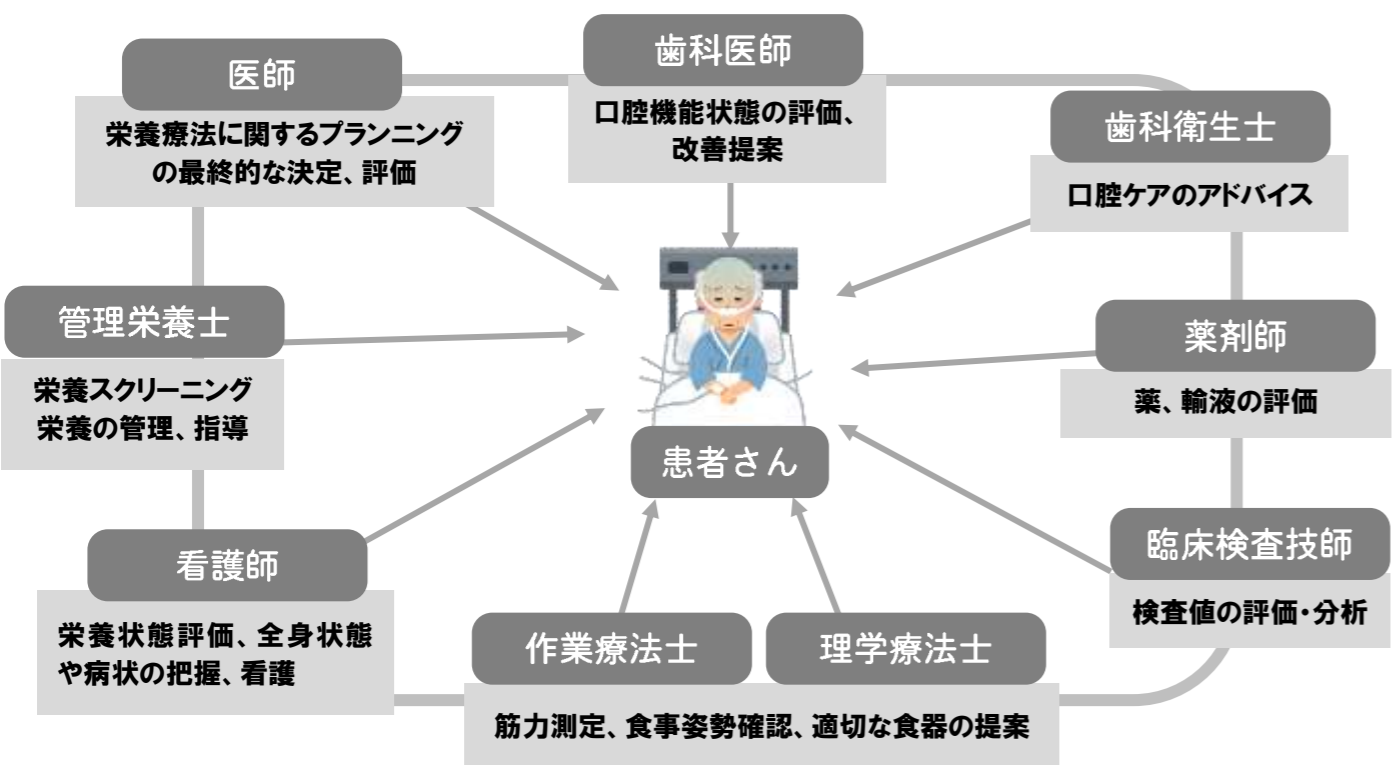 歯科医師
口腔機能状態の評価、
改善提案
医師
栄養療法に関するプランニング
の最終的な決定、評価
歯科衛生士
口腔ケアのアドバイス
管理栄養士
栄養スクリーニング
栄養の管理、指導
薬剤師
薬、輸液の評価
患者さん
看護師
栄養状態評価、全身状態
や病状の把握、看護
臨床検査技師
検査値の評価・分析
作業療法士
理学療法士
筋力測定、食事姿勢確認、適切な食器の提案